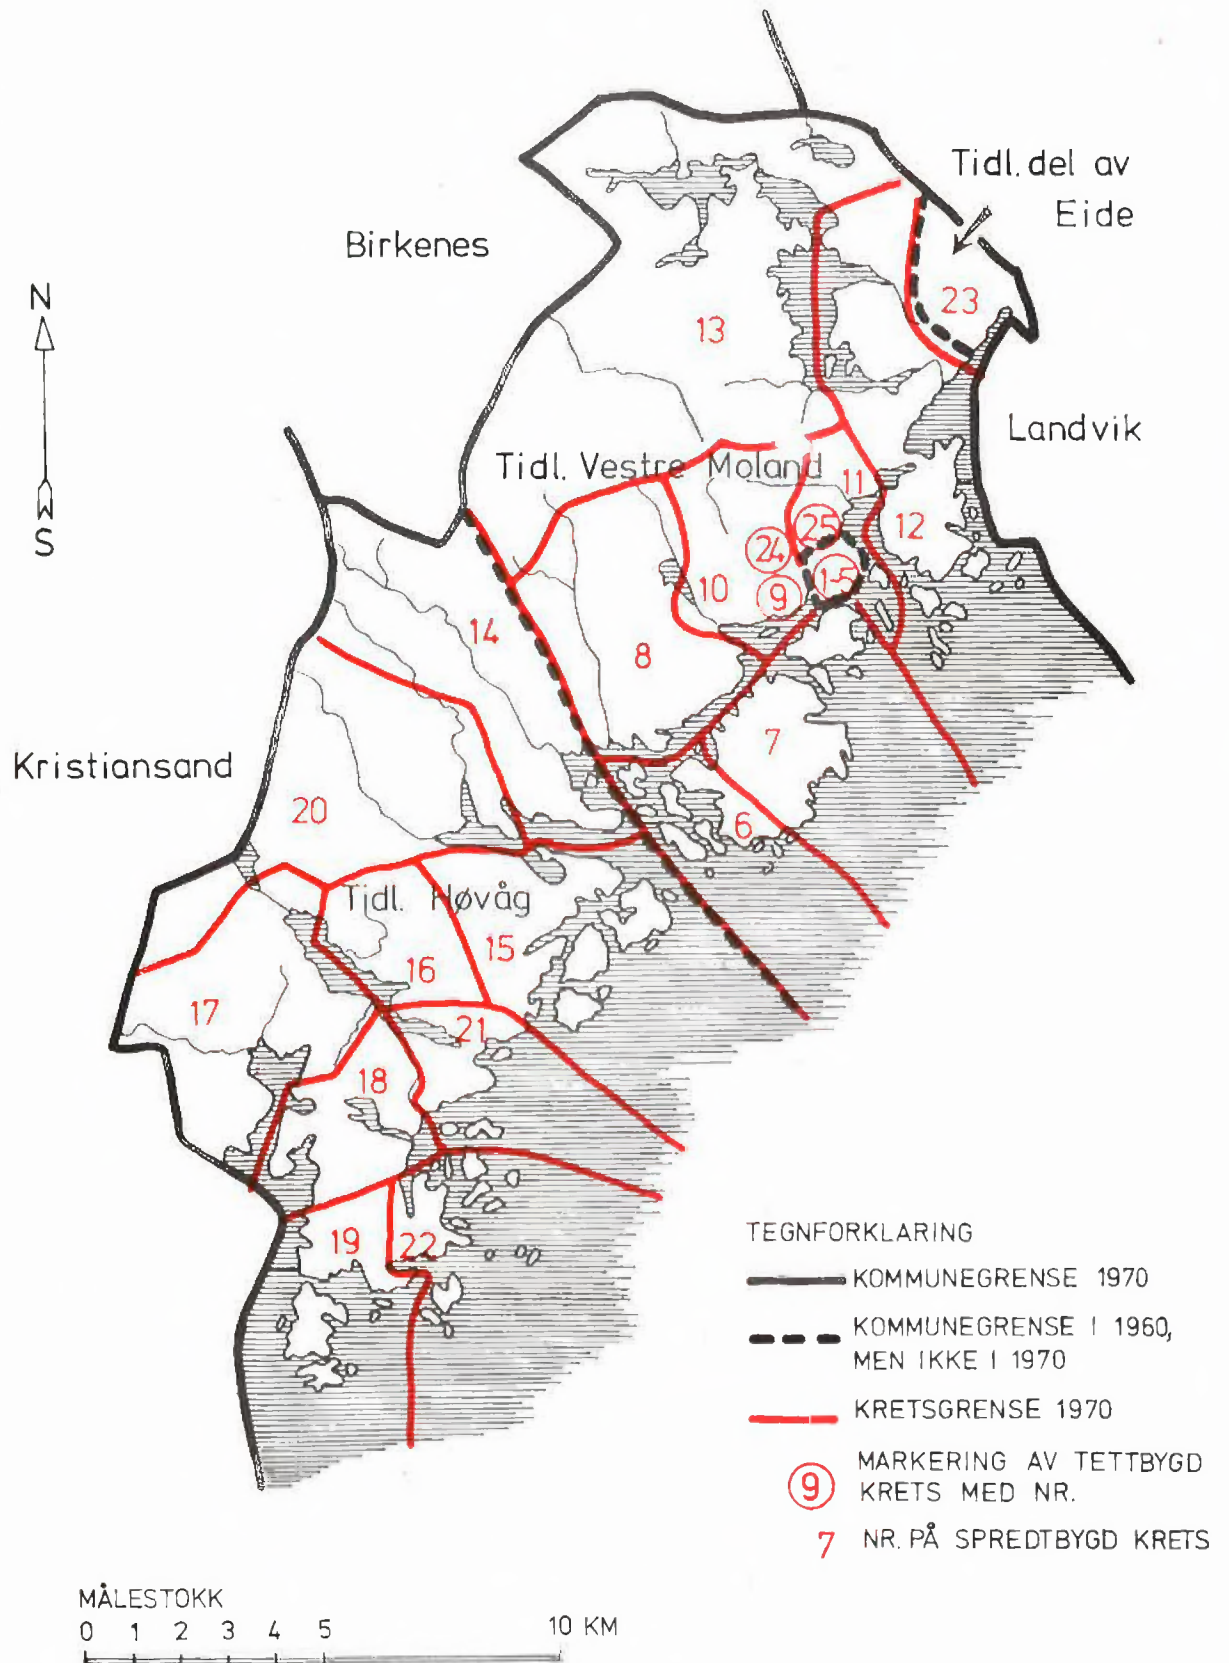 Tidl. del av
Eide
Birkenes
N
S
23
13
Landvik
Tidl. Vestre Moland
11
12
25
24
1-5
9
10
14
8
7
Kristiansand
20
6
Tidl. Høvåg
15
16
17
21
18
19
22
TEGNFORKLARING
KOMMUNEGRENSE 1970
KOMMUNEGRENSE I 1960,
MEN IKKE I 1970
KRETSGRENSE 1970
9 MARKERING AV TETTBYGD
KRETS MED NR.
7 NR. PÅ SPREDTBYGD KRETS
MÅLESTOKK
0 1 2 3 4 5 10 KM